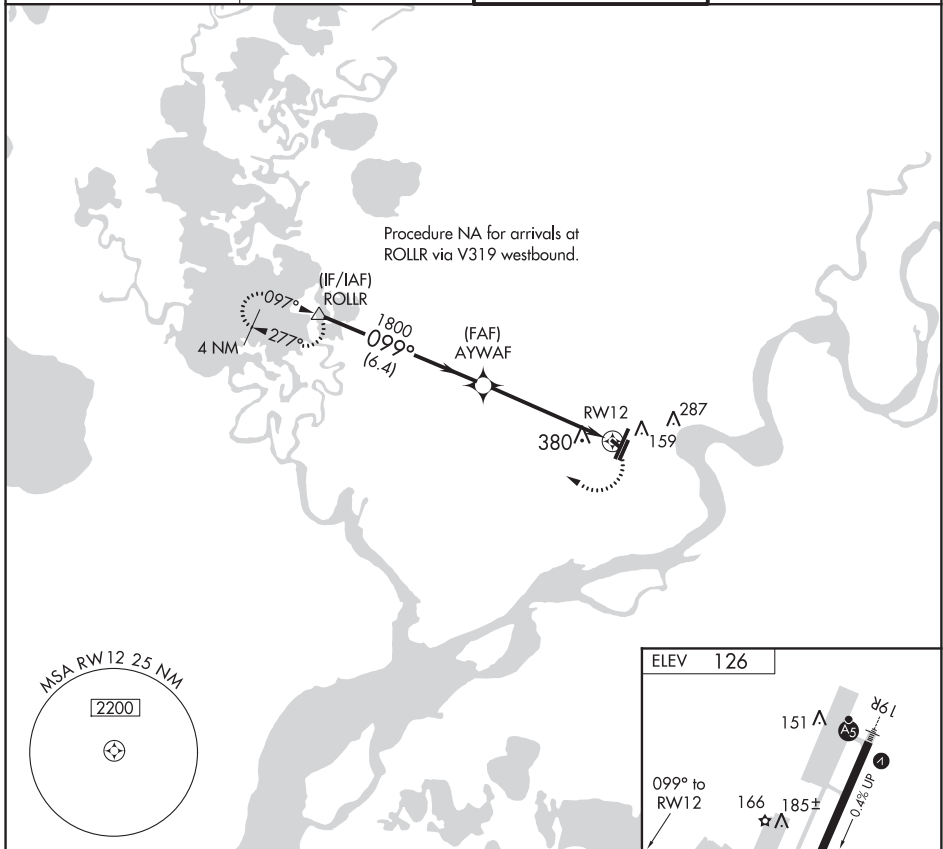 Procedure NA for arrivals at
ROLLR via V319 westbound.
(IF/IAF)
ROLLR
097°
277°
4 NM
1800
099°
(6.4)
(FAF)
AYWAF
RW12
380
159
287
MSA RW12 25 NM
2200
ELEV 126
151
A5
19R
V
0.4% UP
099° to
RW12
166
185±